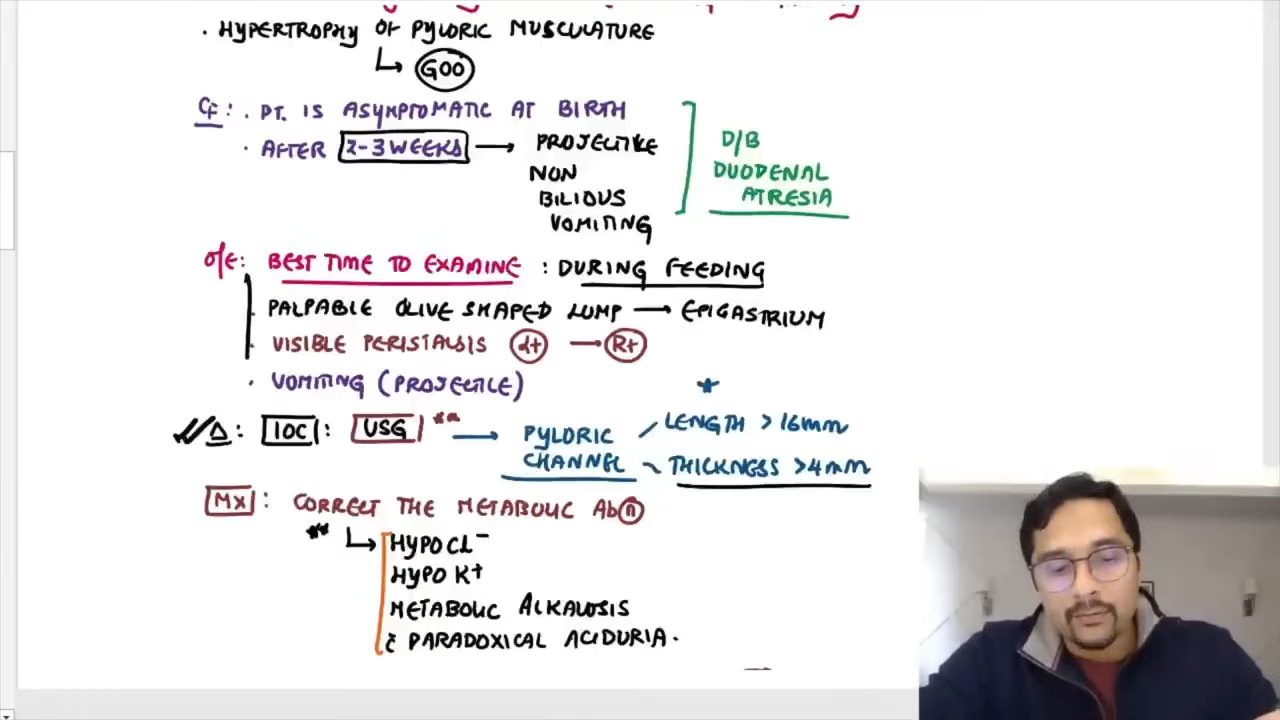 . HYPERTROPHY OF PYLORIC MUSCULATURE
↳ GOO
CF: . PT. IS ASYMPTOMATIC AT BIRTH
. AFTER 2-3 WEEKS → PROJECTILE
NON
BILIOUS
VOMITING
D/B
DUODENAL
ATRESIA
O/E: BEST TIME TO EXAMINE : DURING FEEDING
PALPABLE OLIVE SHAPED LUMP → EPIGASTRIUM
VISIBLE PERISTALSIS Lt → Rt
. VOMITING (PROJECTILE)
Δ: IOC: USG ** → PYLORIC CHANNEL
LENGTH > 16mm
THICKNESS > 4mm
MX: CORRECT THE METABOLIC Ab(n)
** ↳ HYPO CL⁻
HYPO K+
METABOLIC ALKALOSIS
c̄ PARADOXICAL ACIDURIA.